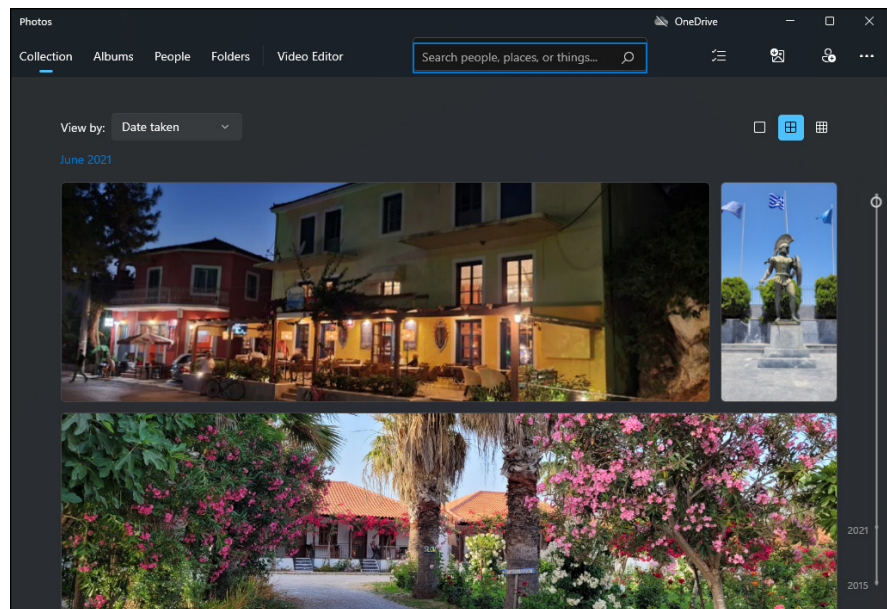 Photos
OneDrive
Collection Albums People Folders Video Editor
Search people, places, or things...
View by: Date taken
June 2021
2021
2015